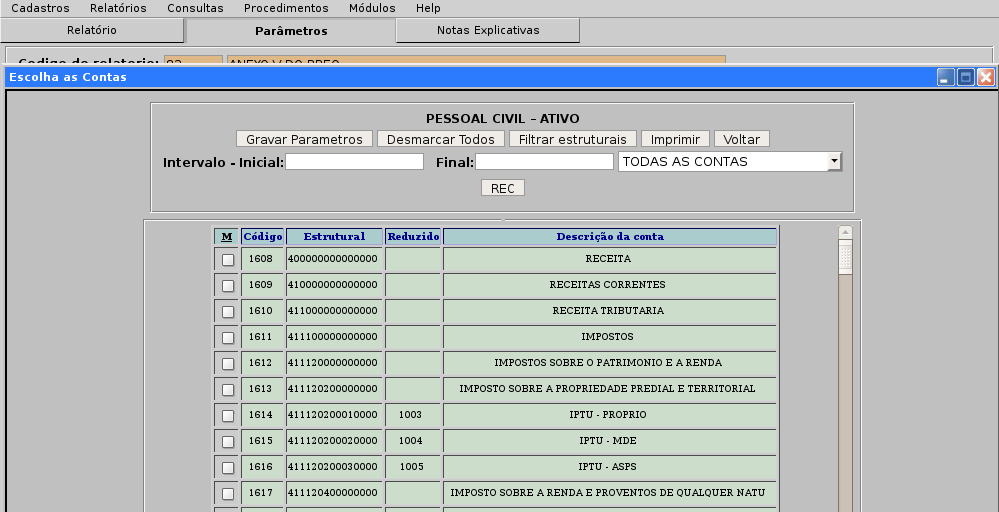 Cadastros Relatórios Consultas Procedimentos Módulos Help
Relatório Parâmetros Notas Explicativas
Codigo do relatorio: 92 ANEXO V DO RREO
Escolha as Contas
PESSOAL CIVIL - ATIVO
Gravar Parametros Desmarcar Todos Filtrar estruturais Imprimir Voltar
Intervalo - Inicial: Final: TODAS AS CONTAS
REC
M Código Estrutural Reduzido Descrição da conta
1608 400000000000000 RECEITA
1609 410000000000000 RECEITAS CORRENTES
1610 411000000000000 RECEITA TRIBUTARIA
1611 411100000000000 IMPOSTOS
1612 411120000000000 IMPOSTOS SOBRE O PATRIMONIO E A RENDA
1613 411120200000000 IMPOSTO SOBRE A PROPRIEDADE PREDIAL E TERRITORIAL
1614 411120200010000 1003 IPTU - PROPRIO
1615 411120200020000 1004 IPTU - MDE
1616 411120200030000 1005 IPTU - ASPS
1617 411120400000000 IMPOSTO SOBRE A RENDA E PROVENTOS DE QUALQUER NATU